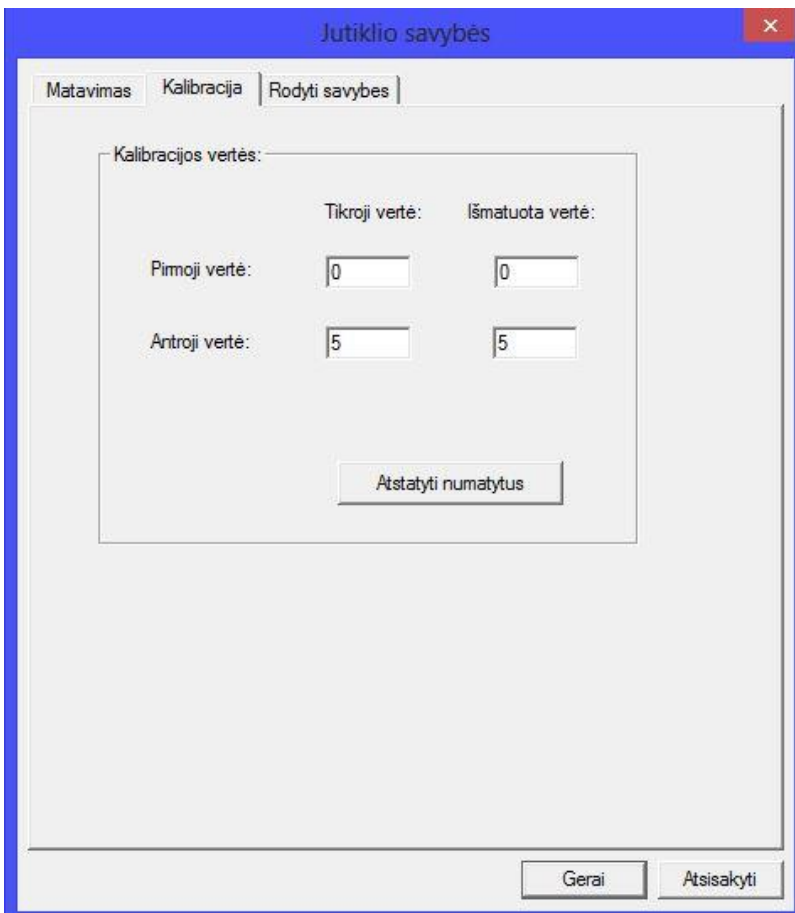 Jutiklio savybės
Matavimas Kalibracija Rodyti savybes
Kalibracijos vertės:
Tikroji vertė: Išmatuota vertė:
Pirmoji vertė: 0 0
Antroji vertė: 5 5
Atstatyti numatytus
Gerai Atsisakyti